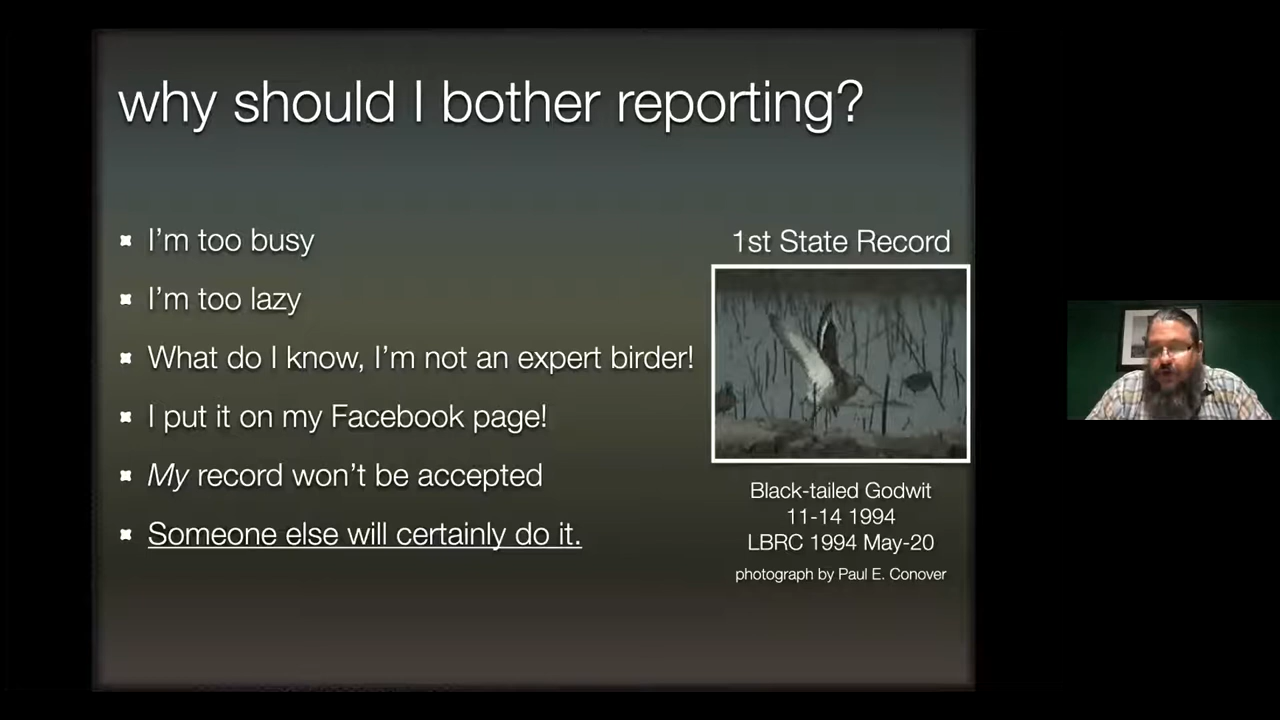 why should I bother reporting?
I'm too busy
I'm too lazy
What do I know, I'm not an expert birder!
I put it on my Facebook page!
My record won't be accepted
Someone else will certainly do it.
1st State Record
Black-tailed Godwit
11-14 1994
LBRC 1994 May-20
photograph by Paul E. Conover